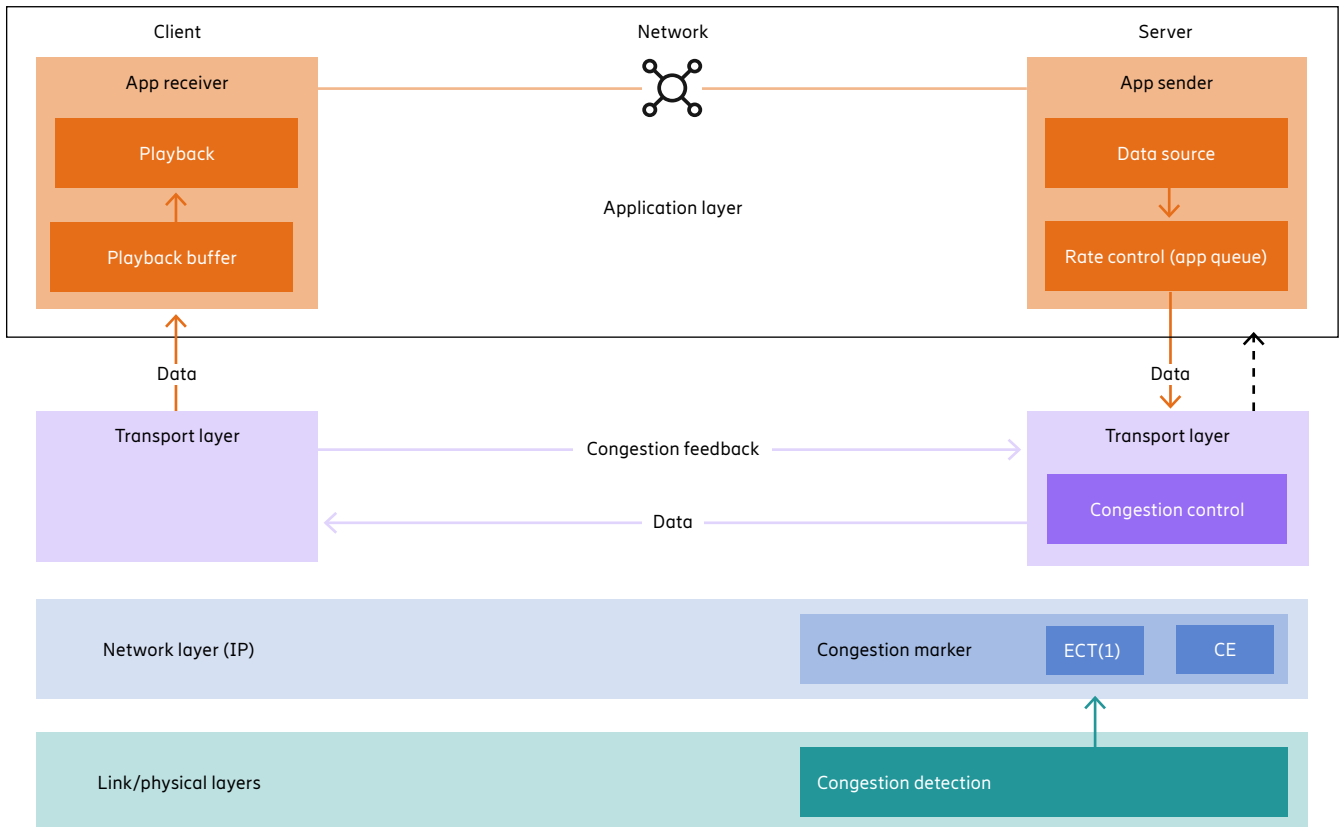 Client
Network
Server
App receiver
App sender
Playback
Data source
Application layer
Playback buffer
Rate control (app queue)
Data
Data
Transport layer
Transport layer
Congestion feedback
Congestion control
Data
Network layer (IP)
Congestion marker
ECT(1)
CE
Link/physical layers
Congestion detection